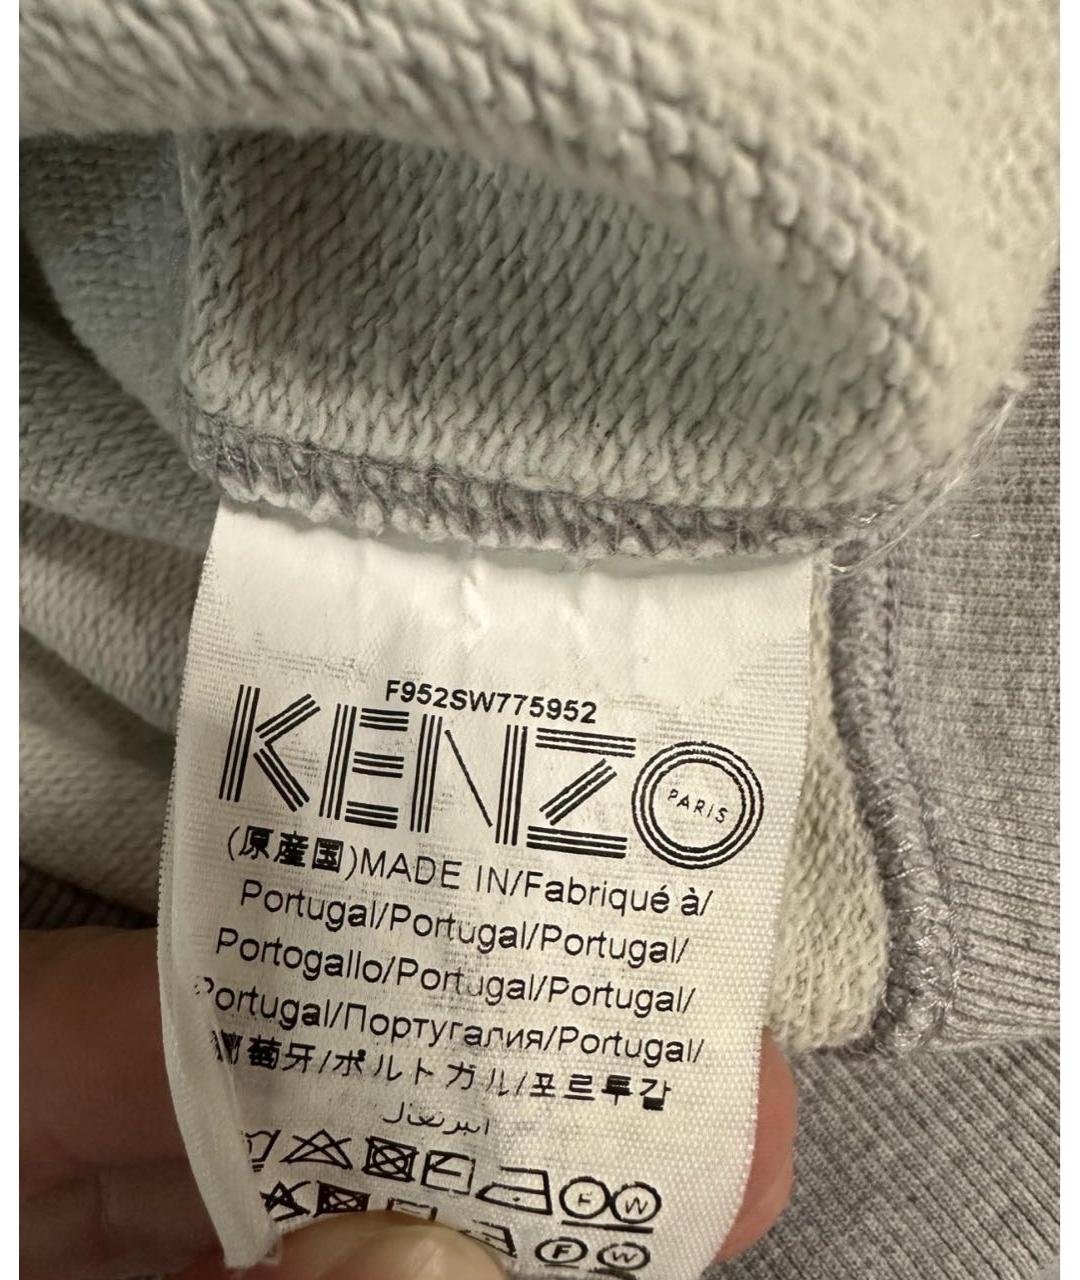 F952SW775952
KENZO
PARIS
(原産国)MADE IN/Fabriqué à/
Portugal/Portugal/Portugal/
Portogallo/Portugal/Portugal/
Portugal/Португалия/Portugal/
葡萄牙/ポルトガル/포르투갈
البرتغال
F W
F W